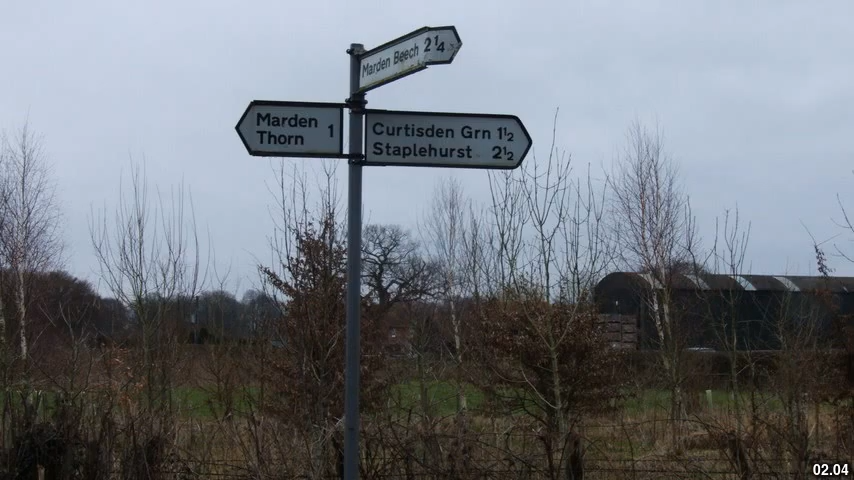 Marden Beech 2¼
Marden
Thorn 1
Curtisden Grn 1½
Staplehurst 2½
02.04